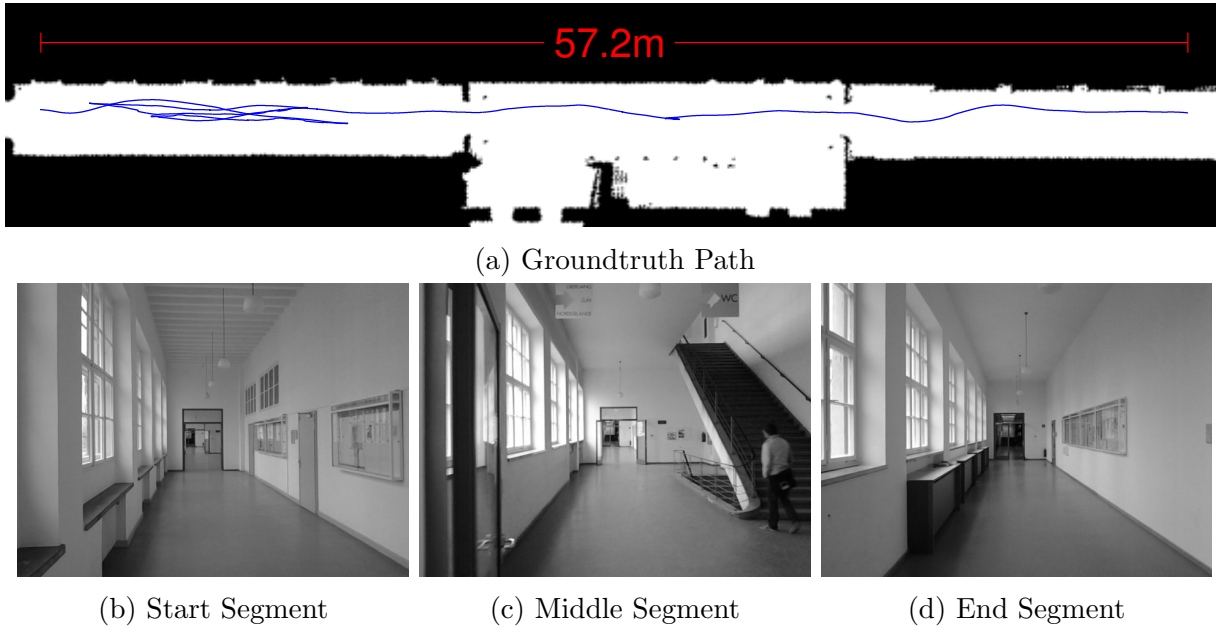 57.2m
(a) Groundtruth Path
WC
(b) Start Segment
(c) Middle Segment
(d) End Segment